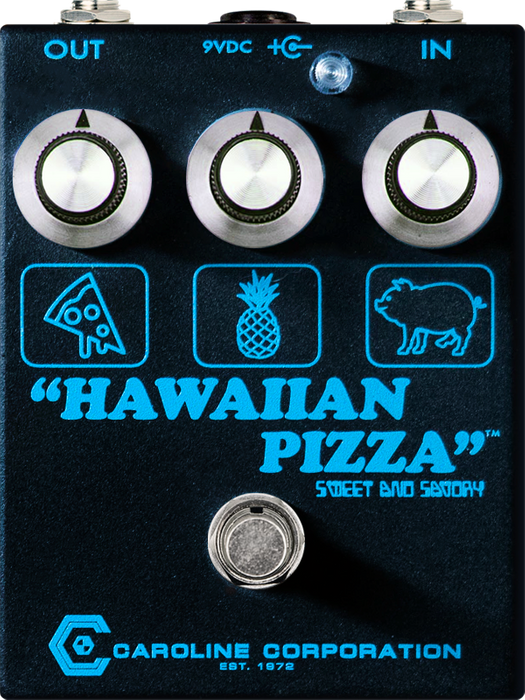 OUT 9VDC IN
“HAWAIIAN
PIZZA”™
SWEET AND SAVORY
CAROLINE CORPORATION
EST. 1972